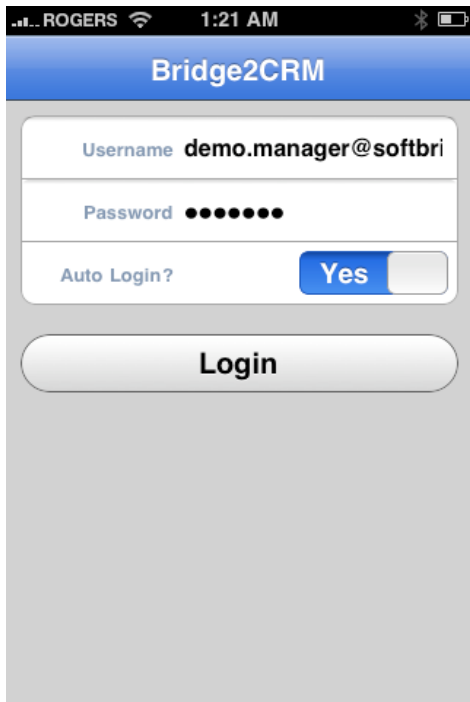 ROGERS 1:21 AM
Bridge2CRM
Username demo.manager@softbri
Password •••••••
Auto Login? Yes
Login